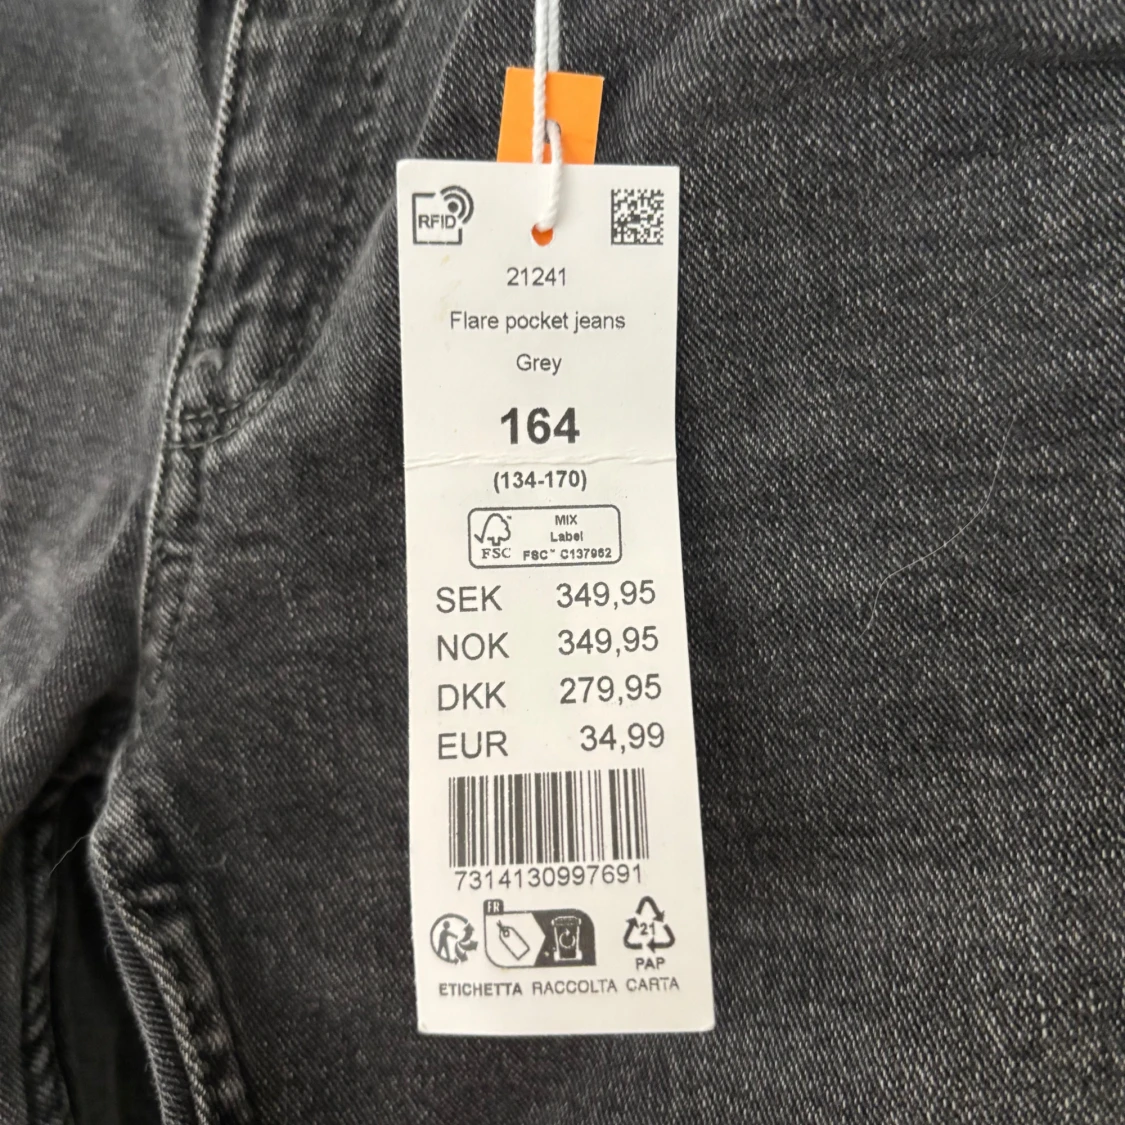 RFID
21241
Flare pocket jeans
Grey
164
(134-170)
MIX
Label
FSC FSC™ C137962
SEK 349,95
NOK 349,95
DKK 279,95
EUR 34,99
7314130997691
FR
21
PAP
ETICHETTA RACCOLTA CARTA